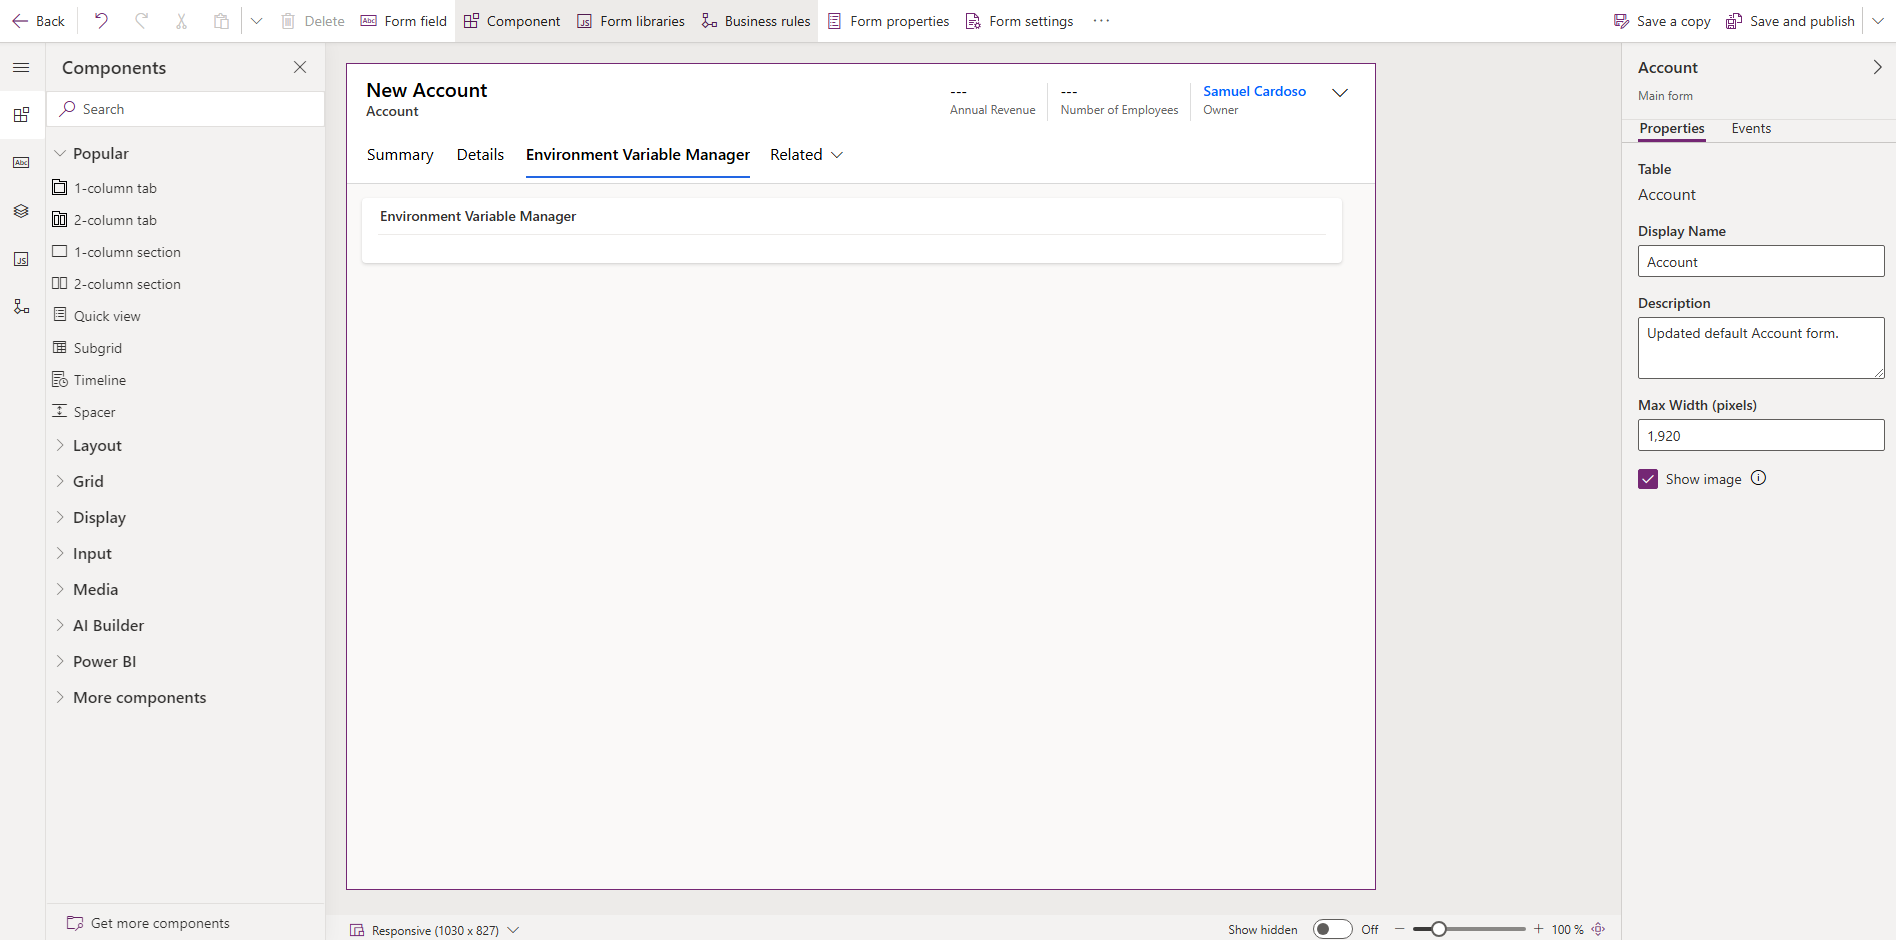 Back
Delete
Abc Form field
Component
JS Form libraries
Business rules
Form properties
Form settings
Save a copy
Save and publish
Components
Search
Popular
1-column tab
2-column tab
1-column section
2-column section
Quick view
Subgrid
Timeline
Spacer
Layout
Grid
Display
Input
Media
AI Builder
Power BI
More components
Get more components
Abc
JS
New Account
Account
---
Annual Revenue
---
Number of Employees
Samuel Cardoso
Owner
Summary
Details
Environment Variable Manager
Related
Environment Variable Manager
Responsive (1030 x 827)
Show hidden
Off
100 %
Account
Main form
Properties
Events
Table
Account
Display Name
Account
Description
Updated default Account form.
Max Width (pixels)
1,920
Show image